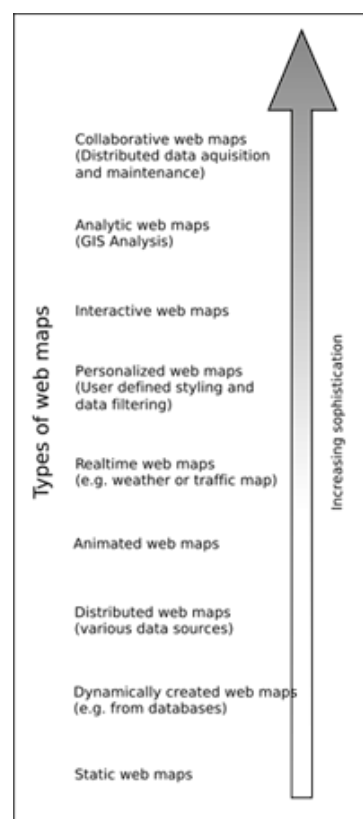 Collaborative web maps
(Distributed data aquisition
and maintenance)
Analytic web maps
(GIS Analysis)
Interactive web maps
Personalized web maps
(User defined styling and
data filtering)
Realtime web maps
(e.g. weather or traffic map)
Animated web maps
Distributed web maps
(various data sources)
Dynamically created web maps
(e.g. from databases)
Static web maps
Types of web maps
Increasing sophistication